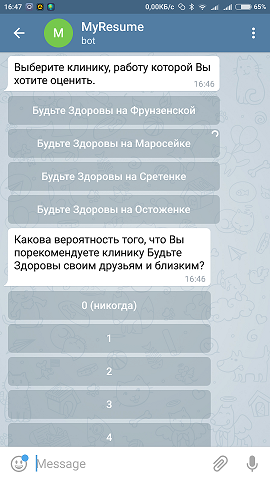 16:47
0,00КБ/с
65%
MyResume
bot
Выберите клинику, работу которой Вы
хотите оценить.
16:46
Будьте Здоровы на Фрунзенской
Будьте Здоровы на Маросейке
Будьте Здоровы на Сретенке
Будьте Здоровы на Остоженке
Какова вероятность того, что Вы
порекомендуете клинику Будьте
Здоровы своим друзьям и близким?
16:46
0 (никогда)
1
2
3
4
Message